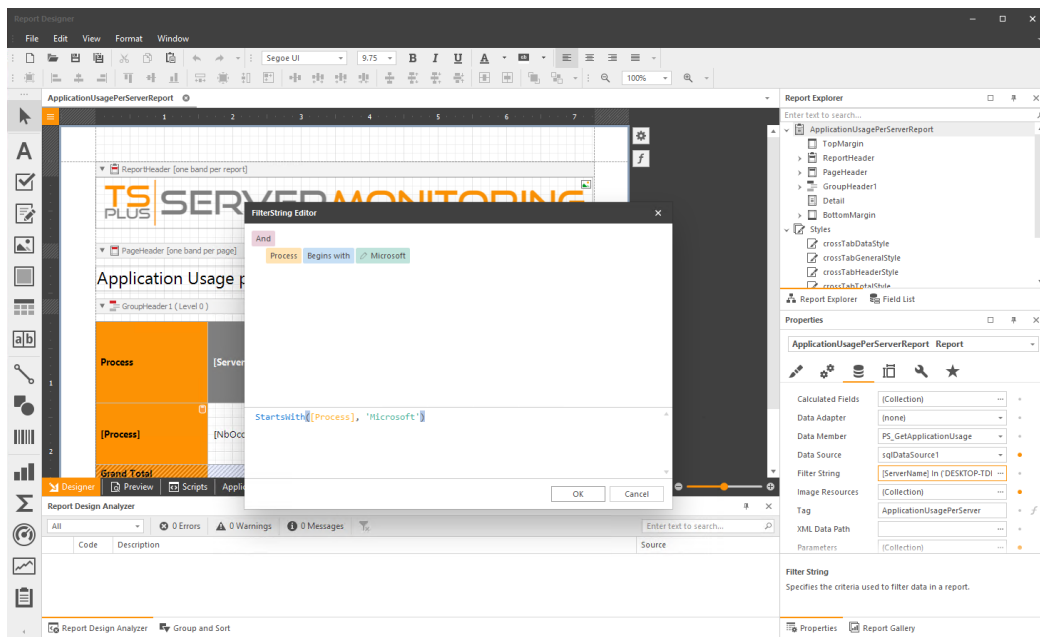 Report Designer
File Edit View Format Window
Segoe UI 9.75 B I U A ab
100%
ApplicationUsagePerServerReport
1 2 3 4 5 6 7
ReportHeader [one band per report]
TS PLUS SERVER MONITORING
PageHeader [one band per page]
Application Usage p
GroupHeader1 ( Level 0 )
Process [Server
1
[Process] [NbOcc
2
Grand Total
Designer Preview Scripts Applic
FilterString Editor
And
Process Begins with Microsoft
StartsWith([Process], 'Microsoft')
OK Cancel
Report Design Analyzer
All 0 Errors 0 Warnings 0 Messages Enter text to search...
Code Description Source
Report Design Analyzer Group and Sort
Report Explorer
Enter text to search...
ApplicationUsagePerServerReport
TopMargin
ReportHeader
PageHeader
GroupHeader1
Detail
BottomMargin
Styles
crossTabDataStyle
crossTabGeneralStyle
crossTabHeaderStyle
crossTabTotalStyle
Report Explorer Field List
Properties
ApplicationUsagePerServerReport Report
Calculated Fields (Collection)
Data Adapter (none)
Data Member PS_GetApplicationUsage
Data Source sqlDataSource1
Filter String [ServerName] In ('DESKTOP-TDI
Image Resources (Collection)
Tag ApplicationUsagePerServer
XML Data Path
Parameters (Collection)
Filter String
Specifies the criteria used to filter data in a report.
Properties Report Gallery